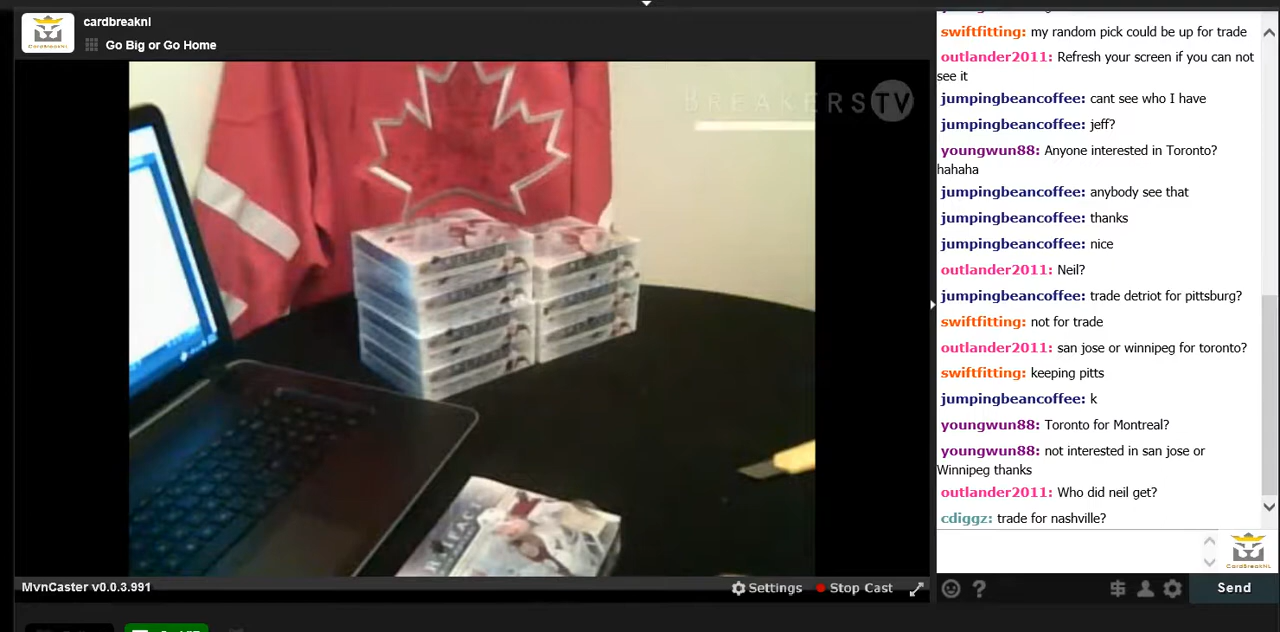 cardbreaknl
Go Big or Go Home
BREAKERSTV
ARTIFACTS
MvnCaster v0.0.3.991
Settings
Stop Cast
swiftfitting: my random pick could be up for trade
outlander2011: Refresh your screen if you can not
see it
jumpingbeancoffee: cant see who I have
jumpingbeancoffee: jeff?
youngwun88: Anyone interested in Toronto?
hahaha
jumpingbeancoffee: anybody see that
jumpingbeancoffee: thanks
jumpingbeancoffee: nice
outlander2011: Neil?
jumpingbeancoffee: trade detriot for pittsburg?
swiftfitting: not for trade
outlander2011: san jose or winnipeg for toronto?
swiftfitting: keeping pitts
jumpingbeancoffee: k
youngwun88: Toronto for Montreal?
youngwun88: not interested in san jose or
Winnipeg thanks
outlander2011: Who did neil get?
cdiggz: trade for nashville?
CardBreakNL
Send